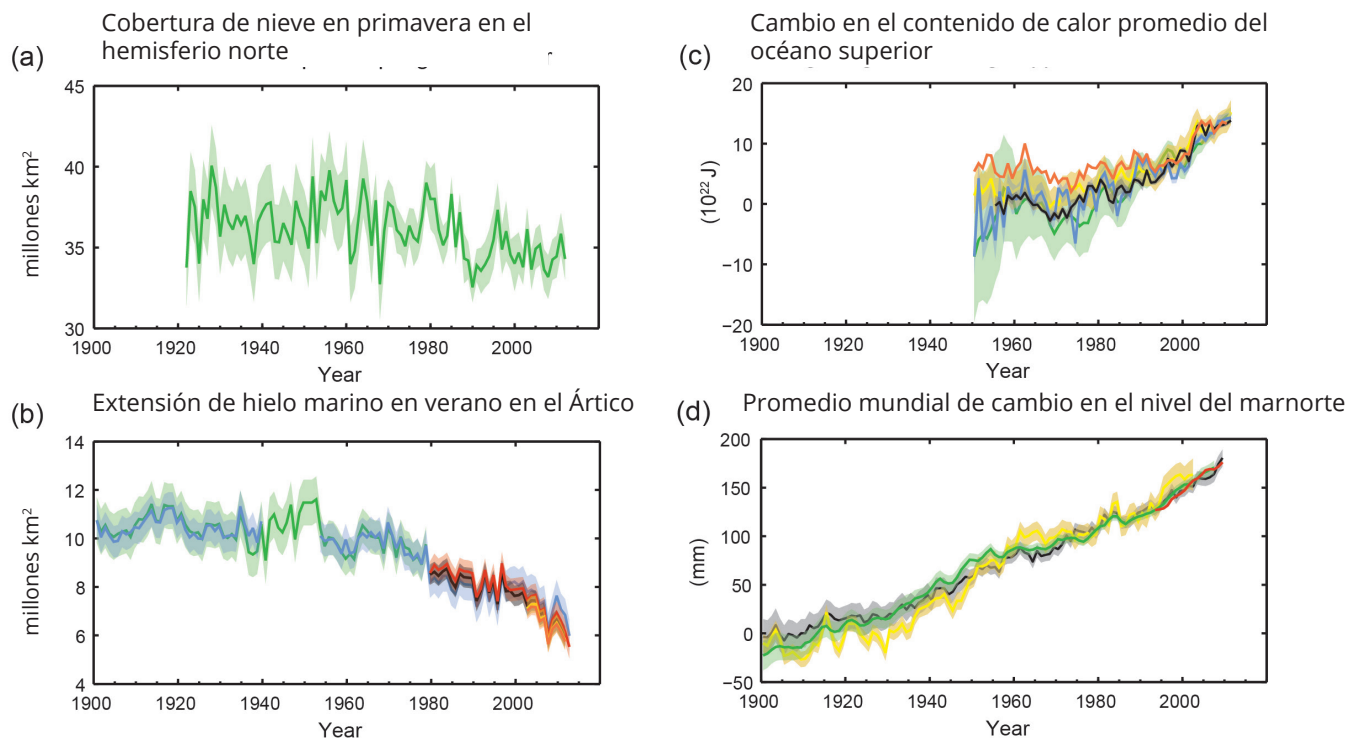 (a)
Cobertura de nieve en primavera en el
hemisferio norte
millones km²
45
40
35
30
1900 1920 1940 1960 1980 2000
Year
(b)
Extensión de hielo marino en verano en el Ártico
millones km²
14
12
10
8
6
4
1900 1920 1940 1960 1980 2000
Year
(c)
Cambio en el contenido de calor promedio del
océano superior
(10²² J)
20
10
0
−10
−20
1900 1920 1940 1960 1980 2000
Year
(d)
Promedio mundial de cambio en el nivel del marnorte
(mm)
200
150
100
50
0
−50
1900 1920 1940 1960 1980 2000
Year